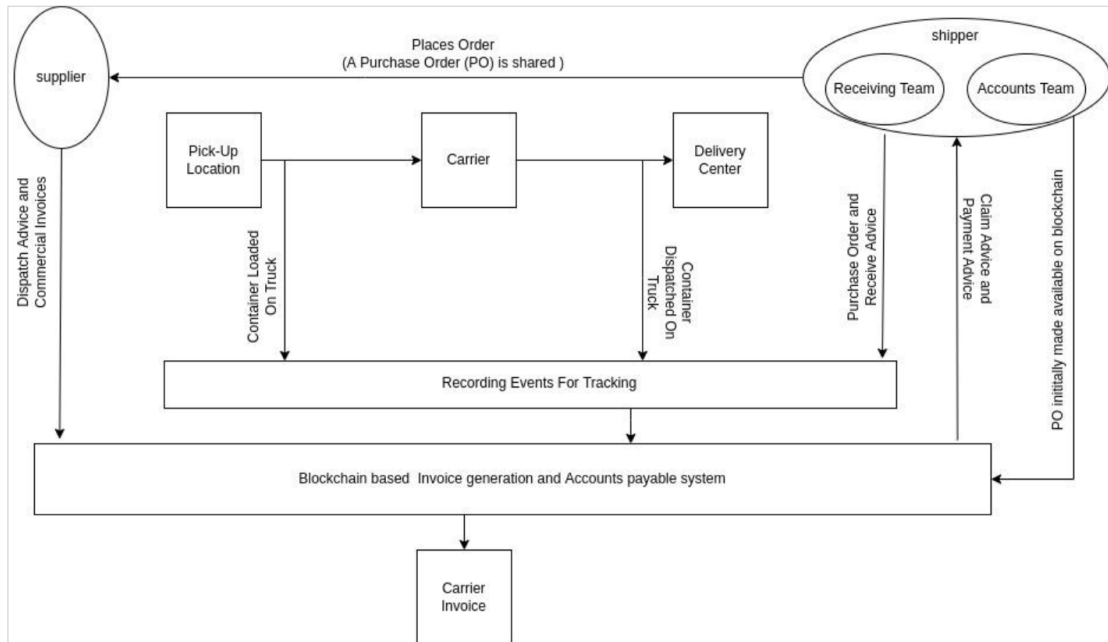 Places Order
(A Purchase Order (PO) is shared )
shipper
supplier
Receiving Team
Accounts Team
Pick-Up
Location
Carrier
Delivery
Center
Dispatch Advice and
Commercial Invoices
Container Loaded
On Truck
Container
Dispatched On
Truck
Purchase Order and
Receive Advice
Claim Advice and
Payment Advice
PO inititally made available on blockchain
Recording Events For Tracking
Blockchain based Invoice generation and Accounts payable system
Carrier
Invoice